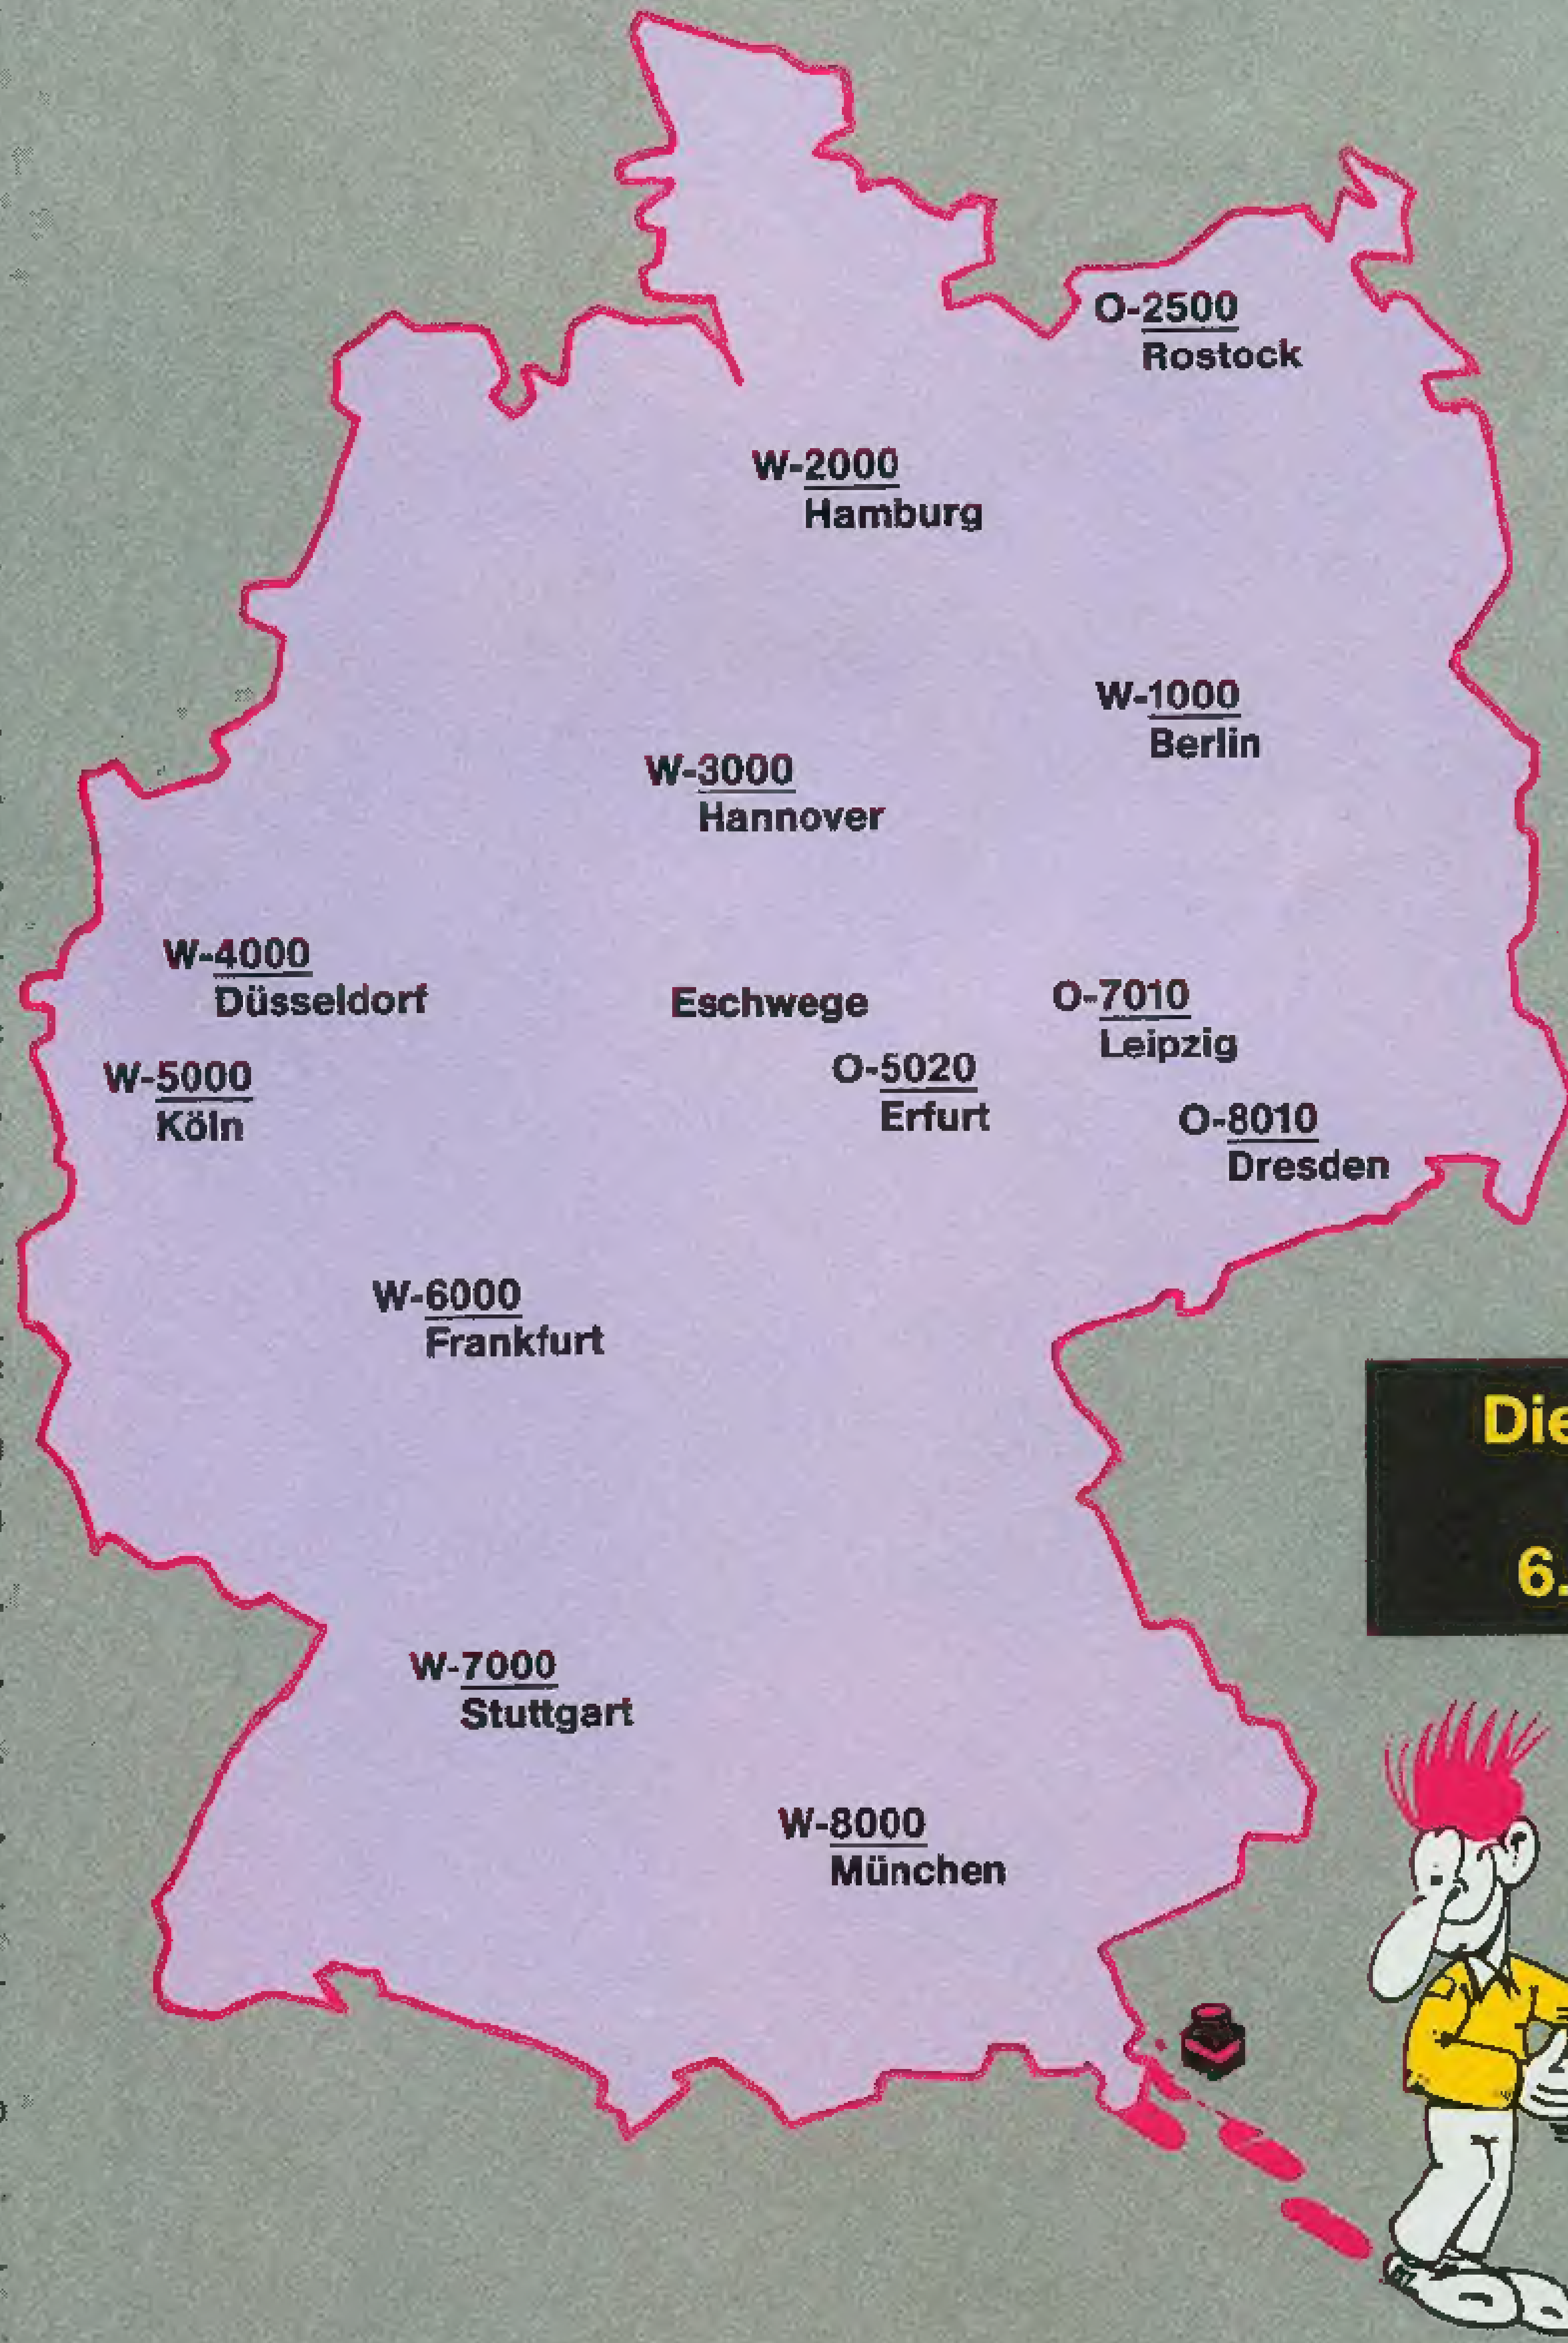 O-2500
Rostock
W-2000
Hamburg
W-1000
Berlin
W-3000
Hannover
W-4000
Düsseldorf
Eschwege
O-7010
Leipzig
W-5000
Köln
O-5020
Erfurt
O-8010
Dresden
W-6000
Frankfurt
Die
6.
W-7000
Stuttgart
W-8000
München